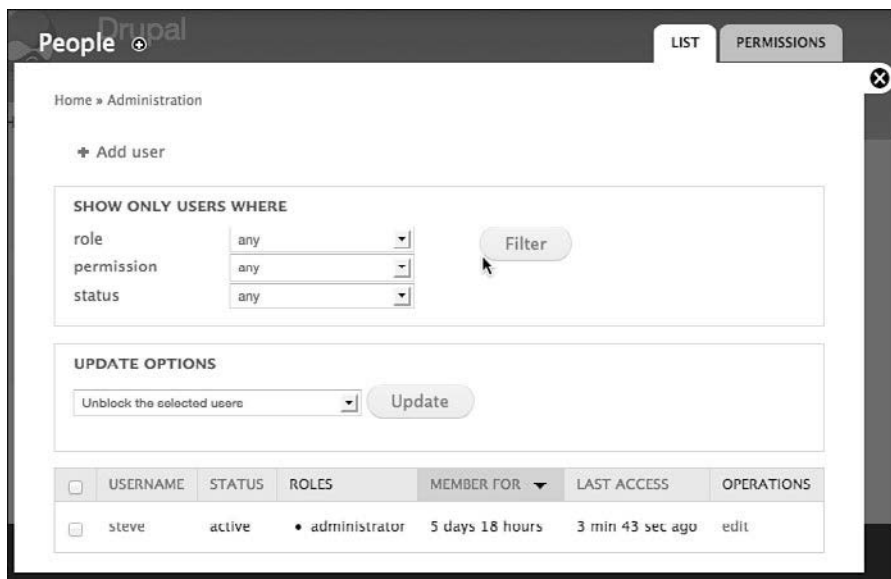 Drupal
People
LIST
PERMISSIONS
Home » Administration
+ Add user
SHOW ONLY USERS WHERE
role any
Filter
permission any
status any
UPDATE OPTIONS
Unblock the selected users
Update
USERNAME STATUS ROLES MEMBER FOR LAST ACCESS OPERATIONS
steve active • administrator 5 days 18 hours 3 min 43 sec ago edit